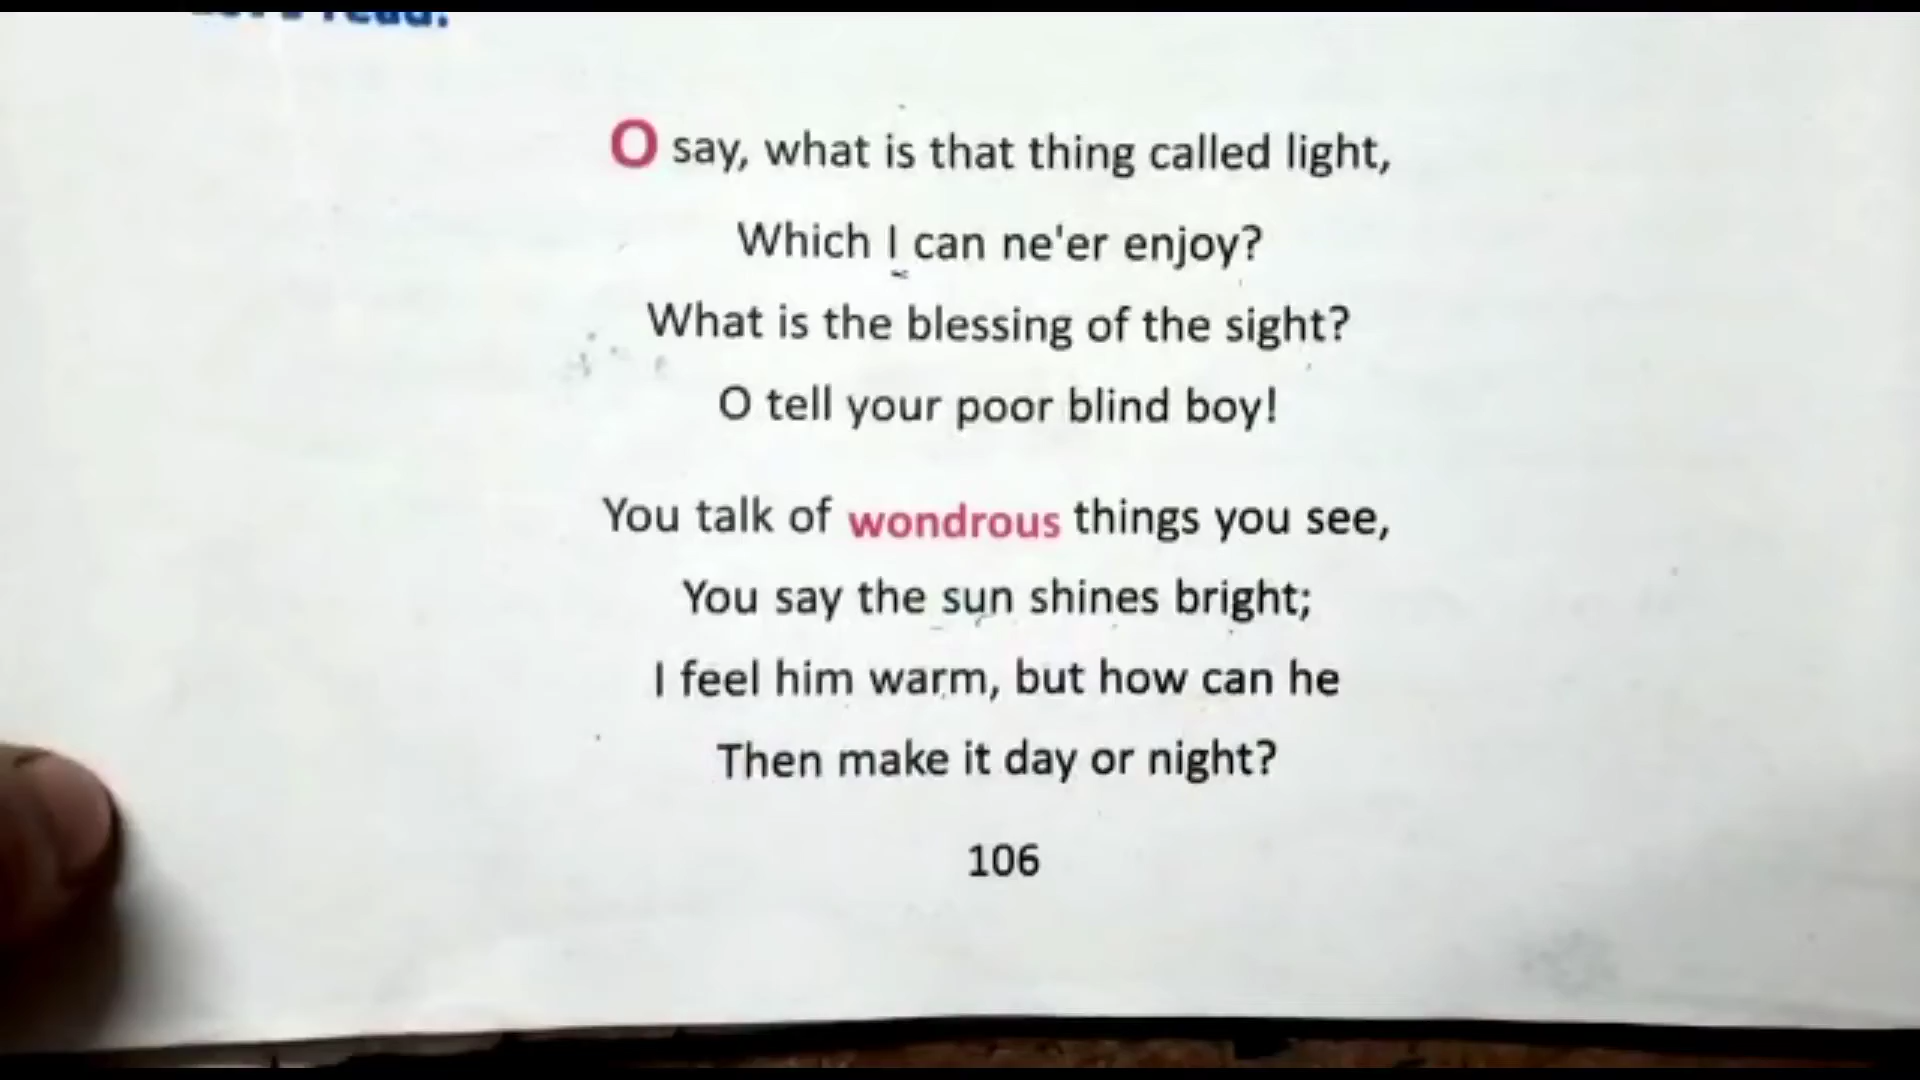 O say, what is that thing called light,
Which I can ne'er enjoy?
What is the blessing of the sight?
O tell your poor blind boy!
You talk of wondrous things you see,
You say the sun shines bright;
I feel him warm, but how can he
Then make it day or night?
106